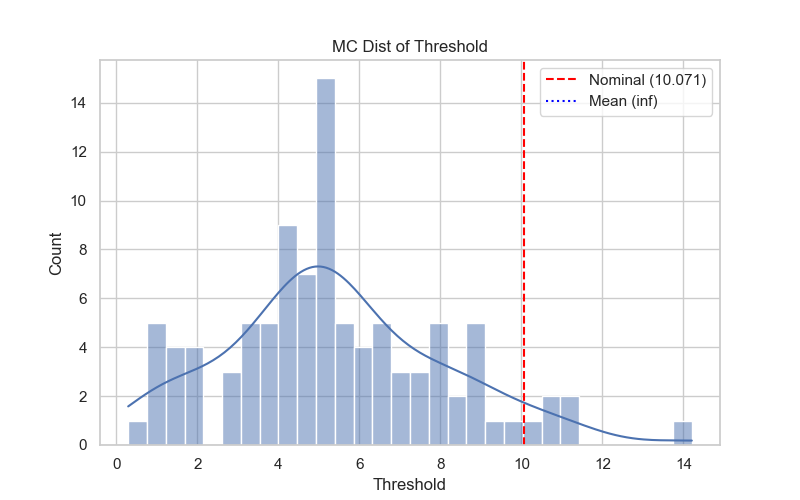 MC Dist of Threshold
Nominal (10.071)
Mean (inf)
14
12
10
8
6
4
2
0
Count
0 2 4 6 8 10 12 14
Threshold